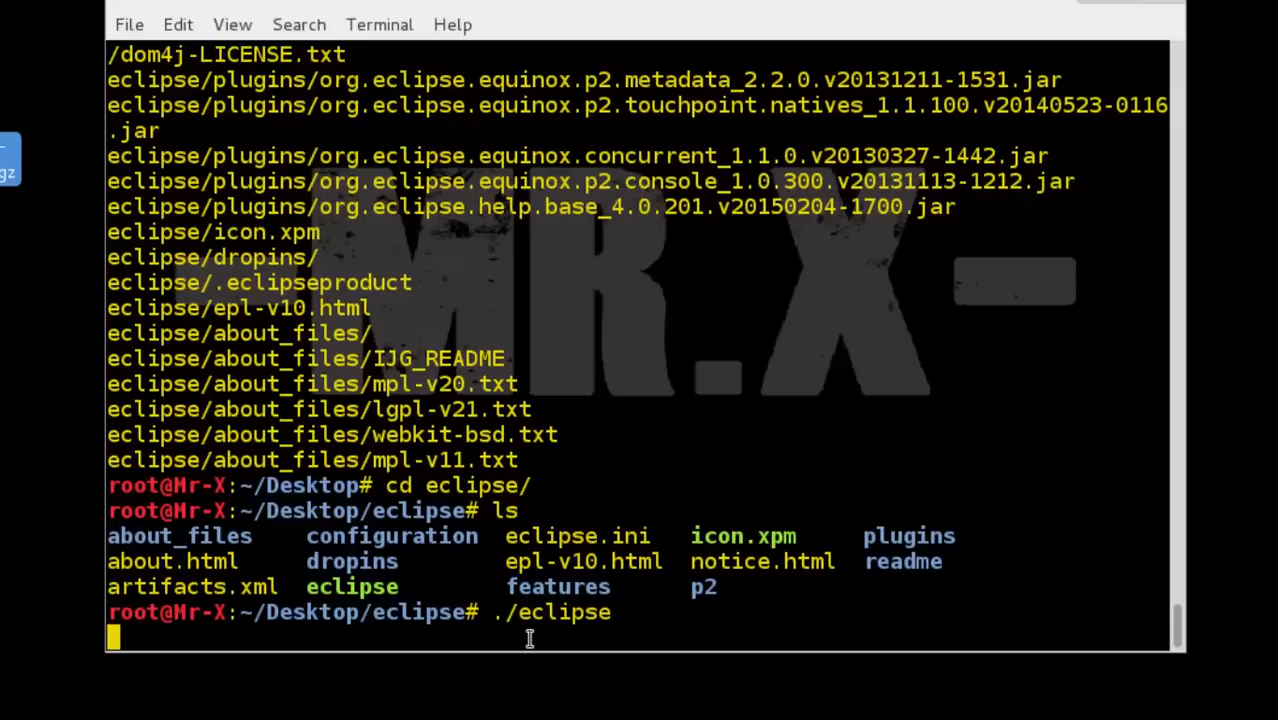 File Edit View Search Terminal Help
/dom4j-LICENSE.txt
eclipse/plugins/org.eclipse.equinox.p2.metadata_2.2.0.v20131211-1531.jar
eclipse/plugins/org.eclipse.equinox.p2.touchpoint.natives_1.1.100.v20140523-0116
.jar
eclipse/plugins/org.eclipse.equinox.concurrent_1.1.0.v20130327-1442.jar
eclipse/plugins/org.eclipse.equinox.p2.console_1.0.300.v20131113-1212.jar
eclipse/plugins/org.eclipse.help.base_4.0.201.v20150204-1700.jar
eclipse/icon.xpm
eclipse/dropins/
eclipse/.eclipseproduct
eclipse/epl-v10.html
eclipse/about_files/
eclipse/about_files/IJG_README
eclipse/about_files/mpl-v20.txt
eclipse/about_files/lgpl-v21.txt
eclipse/about_files/webkit-bsd.txt
eclipse/about_files/mpl-v11.txt
root@Mr-X:~/Desktop# cd eclipse/
root@Mr-X:~/Desktop/eclipse# ls
about_files configuration eclipse.ini icon.xpm plugins
about.html dropins epl-v10.html notice.html readme
artifacts.xml eclipse features p2
root@Mr-X:~/Desktop/eclipse# ./eclipse
-MR.X-
gz